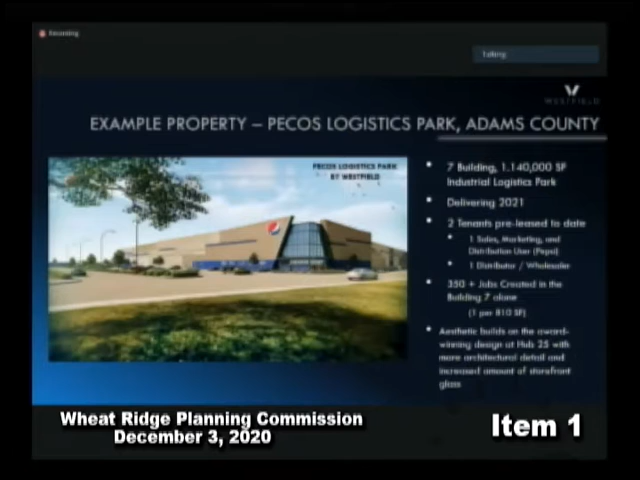 Recording
Talking:
WESTFIELD
EXAMPLE PROPERTY – PECOS LOGISTICS PARK, ADAMS COUNTY
PECOS LOGISTICS PARK
BY WESTFIELD
• 7 Building, 1,140,000 SF
Industrial Logistics Park
• Delivering 2021
• 2 Tenants pre-leased to date
• 1 Sales, Marketing, and
Distribution User (Pepsi)
• 1 Distributor / Wholesaler
• 350 + Jobs Created in the
Building 7 alone
(1 per 810 SF)
• Aesthetic builds on the award-
winning design at Hub 25 with
more architectural detail and
increased amount of storefront
glass
Wheat Ridge Planning Commission
December 3, 2020
Item 1